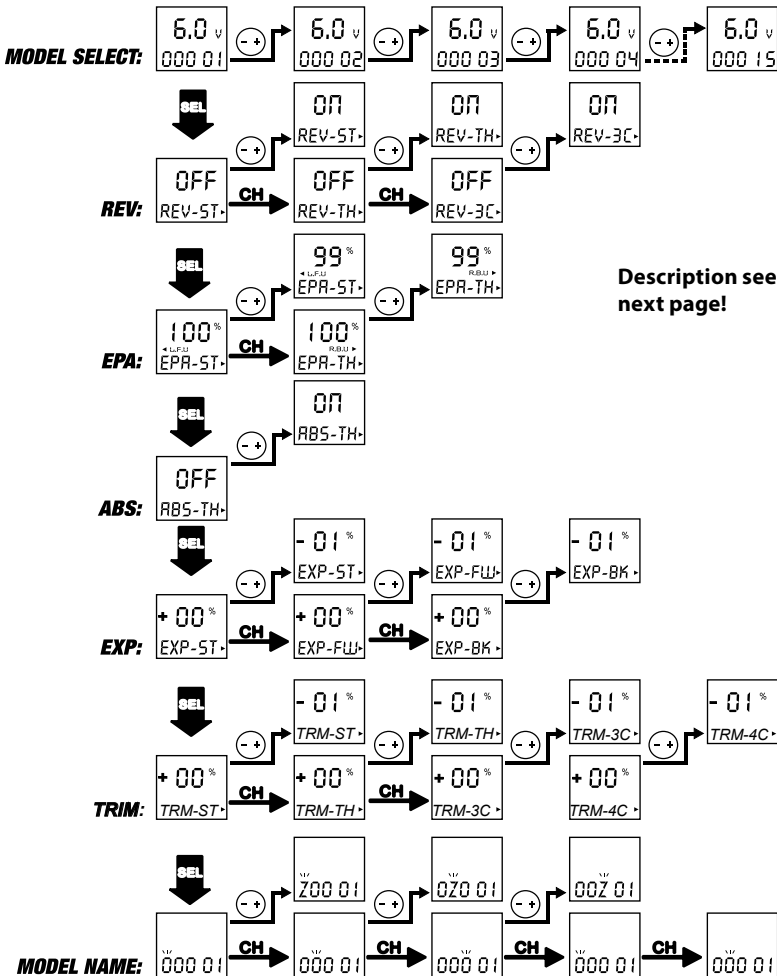 6.0 v 6.0 v 6.0 v 6.0 v 6.0 v
MODEL SELECT: 000 01 - + 000 02 - + 000 03 - + 000 04 - + 000 15
SEL
ON ON ON
REV-ST - + REV-TH - + REV-3C - +
OFF OFF OFF
REV: REV-ST CH REV-TH CH REV-3C
SEL
99 % 99 %
L.F.U R.B.U
EPA-ST - + EPA-TH - +
Description see
next page!
100 % 100 %
L.F.U R.B.U
EPA: EPA-ST CH EPA-TH
SEL
ON
ABS-TH - +
OFF
ABS: ABS-TH
SEL
- 01 % - 01 % - 01 %
EXP-ST - + EXP-FW - + EXP-BK - +
+ 00 % + 00 % + 00 %
EXP: EXP-ST CH EXP-FW CH EXP-BK
SEL
- 01 % - 01 % - 01 % - 01 %
TRM-ST - + TRM-TH - + TRM-3C - + TRM-4C - +
+ 00 % + 00 % + 00 % + 00 %
TRIM: TRM-ST CH TRM-TH CH TRM-3C TRM-4C
SEL
Z00 01 - + 0Z0 01 - + 00Z 01 - +
MODEL NAME: 000 01 CH 000 01 CH 000 01 CH 000 01 CH 000 01